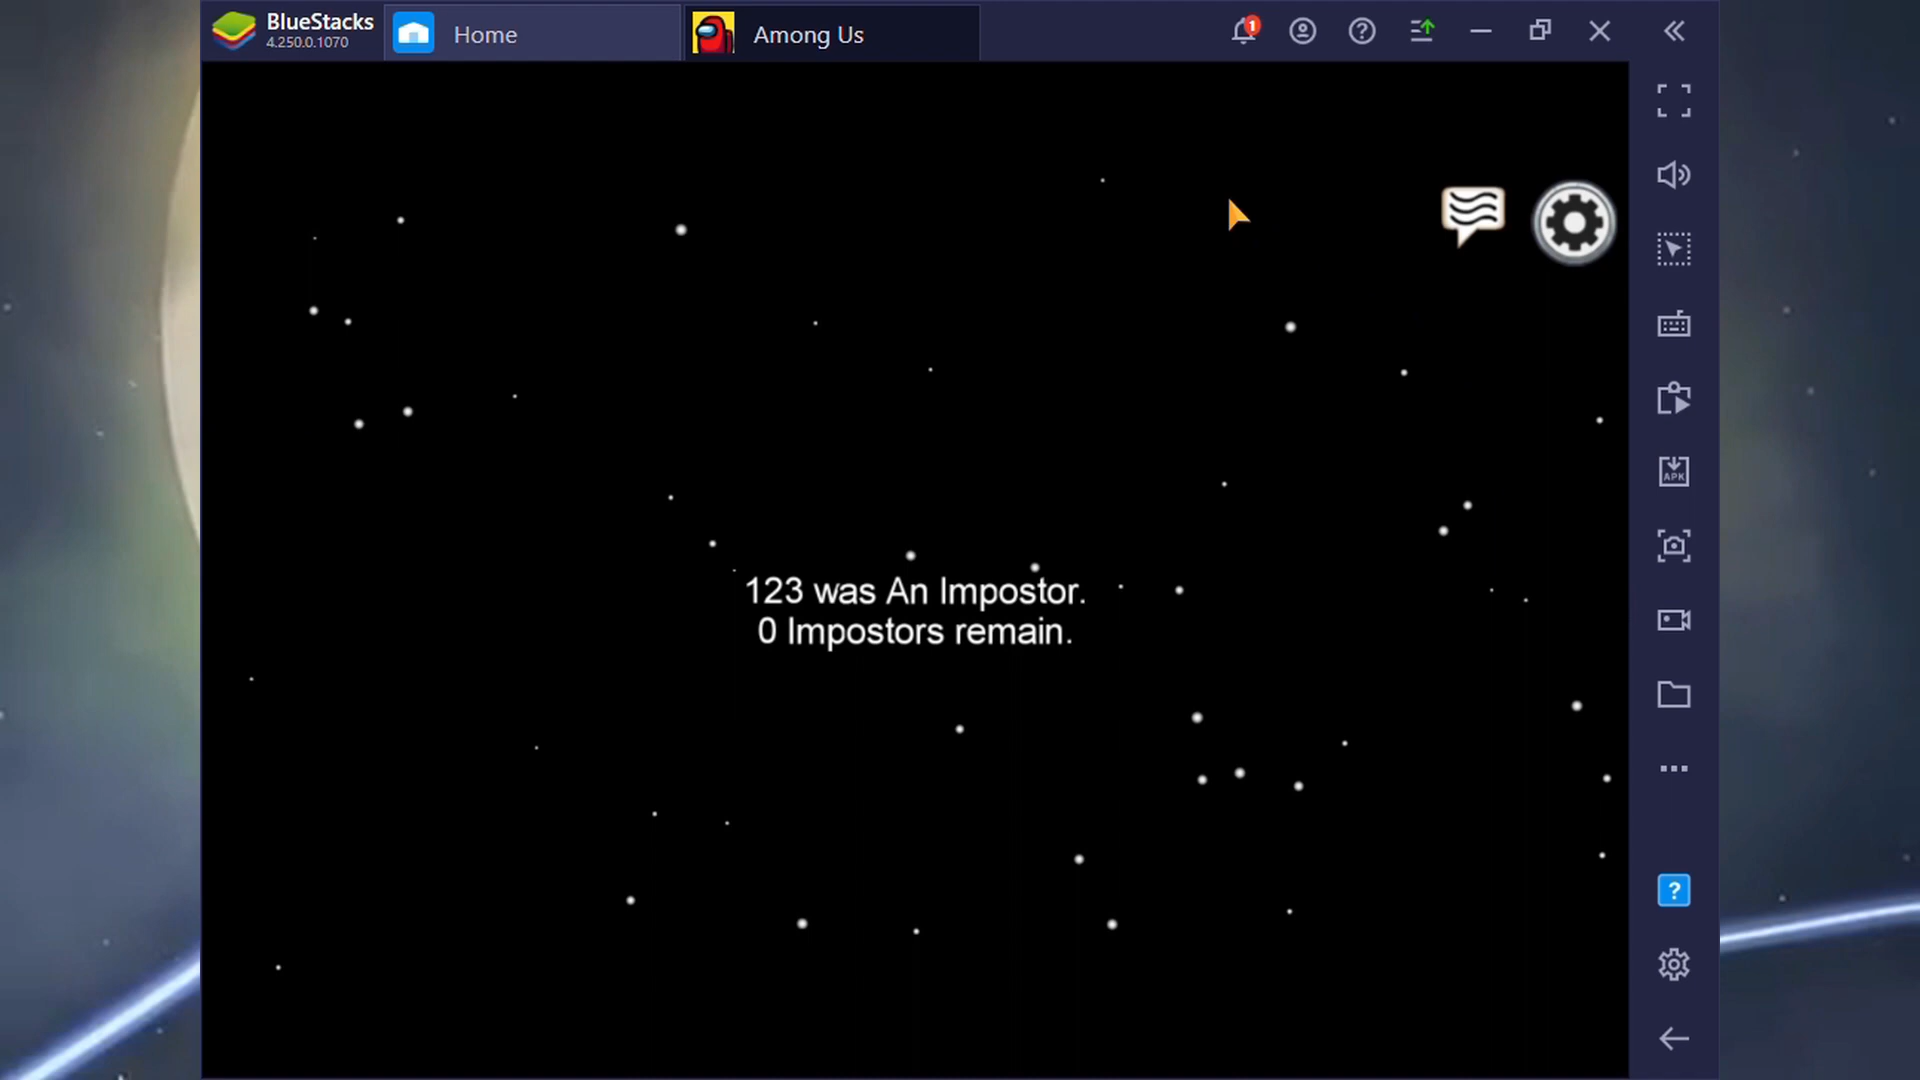 BlueStacks
4.250.0.1070
Home
Among Us
1
123 was An Impostor.
0 Impostors remain.
APK
?